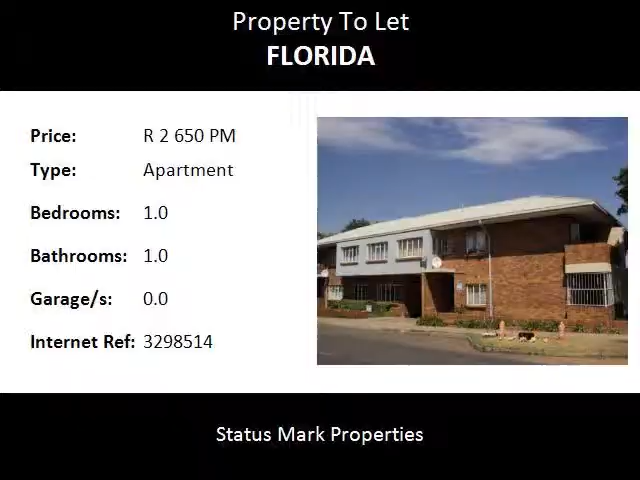 Property To Let
FLORIDA
Price: R 2 650 PM
Type: Apartment
Bedrooms: 1.0
Bathrooms: 1.0
Garage/s: 0.0
Internet Ref: 3298514
Status Mark Properties